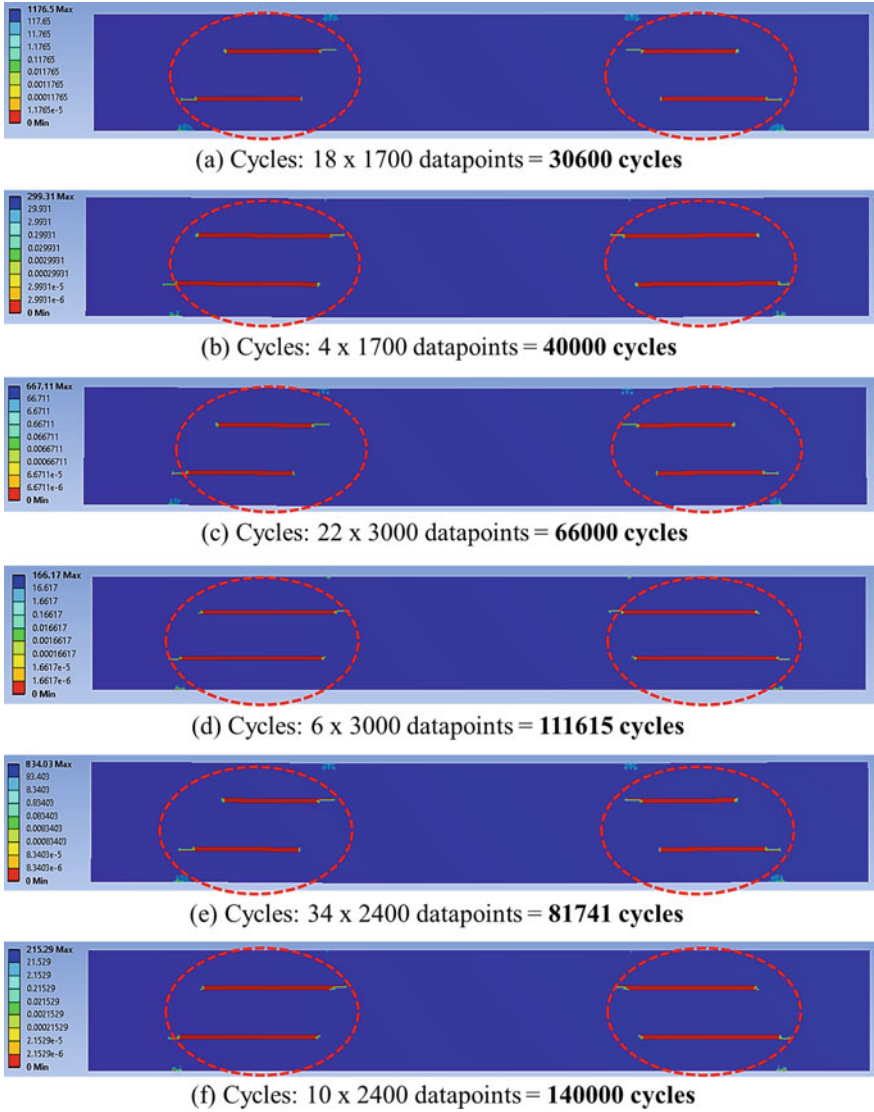 1176.5 Max
117.65
11.765
1.1765
0.11765
0.011765
0.0011765
0.00011765
1.1765e-5
0 Min
(a) Cycles: 18 x 1700 datapoints = 30600 cycles
299.31 Max
29.931
2.9931
0.29931
0.029931
0.0029931
0.00029931
2.9931e-5
2.9931e-6
0 Min
(b) Cycles: 4 x 1700 datapoints = 40000 cycles
667.11 Max
66.711
6.6711
0.66711
0.066711
0.0066711
0.00066711
6.6711e-5
6.6711e-6
0 Min
(c) Cycles: 22 x 3000 datapoints = 66000 cycles
166.17 Max
16.617
1.6617
0.16617
0.016617
0.0016617
0.00016617
1.6617e-5
1.6617e-6
0 Min
(d) Cycles: 6 x 3000 datapoints = 111615 cycles
834.03 Max
83.403
8.3403
0.83403
0.083403
0.0083403
0.00083403
8.3403e-5
8.3403e-6
0 Min
(e) Cycles: 34 x 2400 datapoints = 81741 cycles
215.29 Max
21.529
2.1529
0.21529
0.021529
0.0021529
0.00021529
2.1529e-5
2.1529e-6
0 Min
(f) Cycles: 10 x 2400 datapoints = 140000 cycles